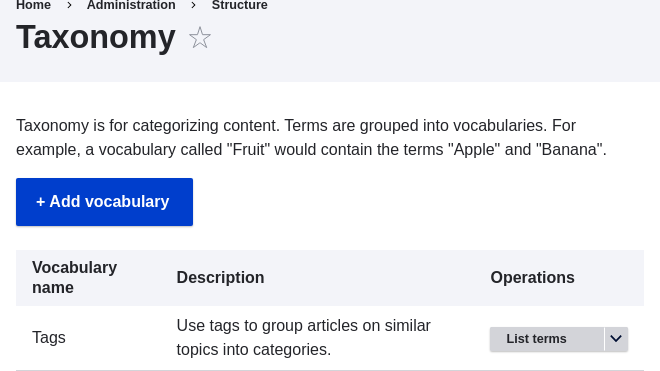 Home > Administration > Structure
Taxonomy
Taxonomy is for categorizing content. Terms are grouped into vocabularies. For
example, a vocabulary called "Fruit" would contain the terms "Apple" and "Banana".
+ Add vocabulary
Vocabulary name Description Operations
Tags Use tags to group articles on similar List terms
topics into categories.